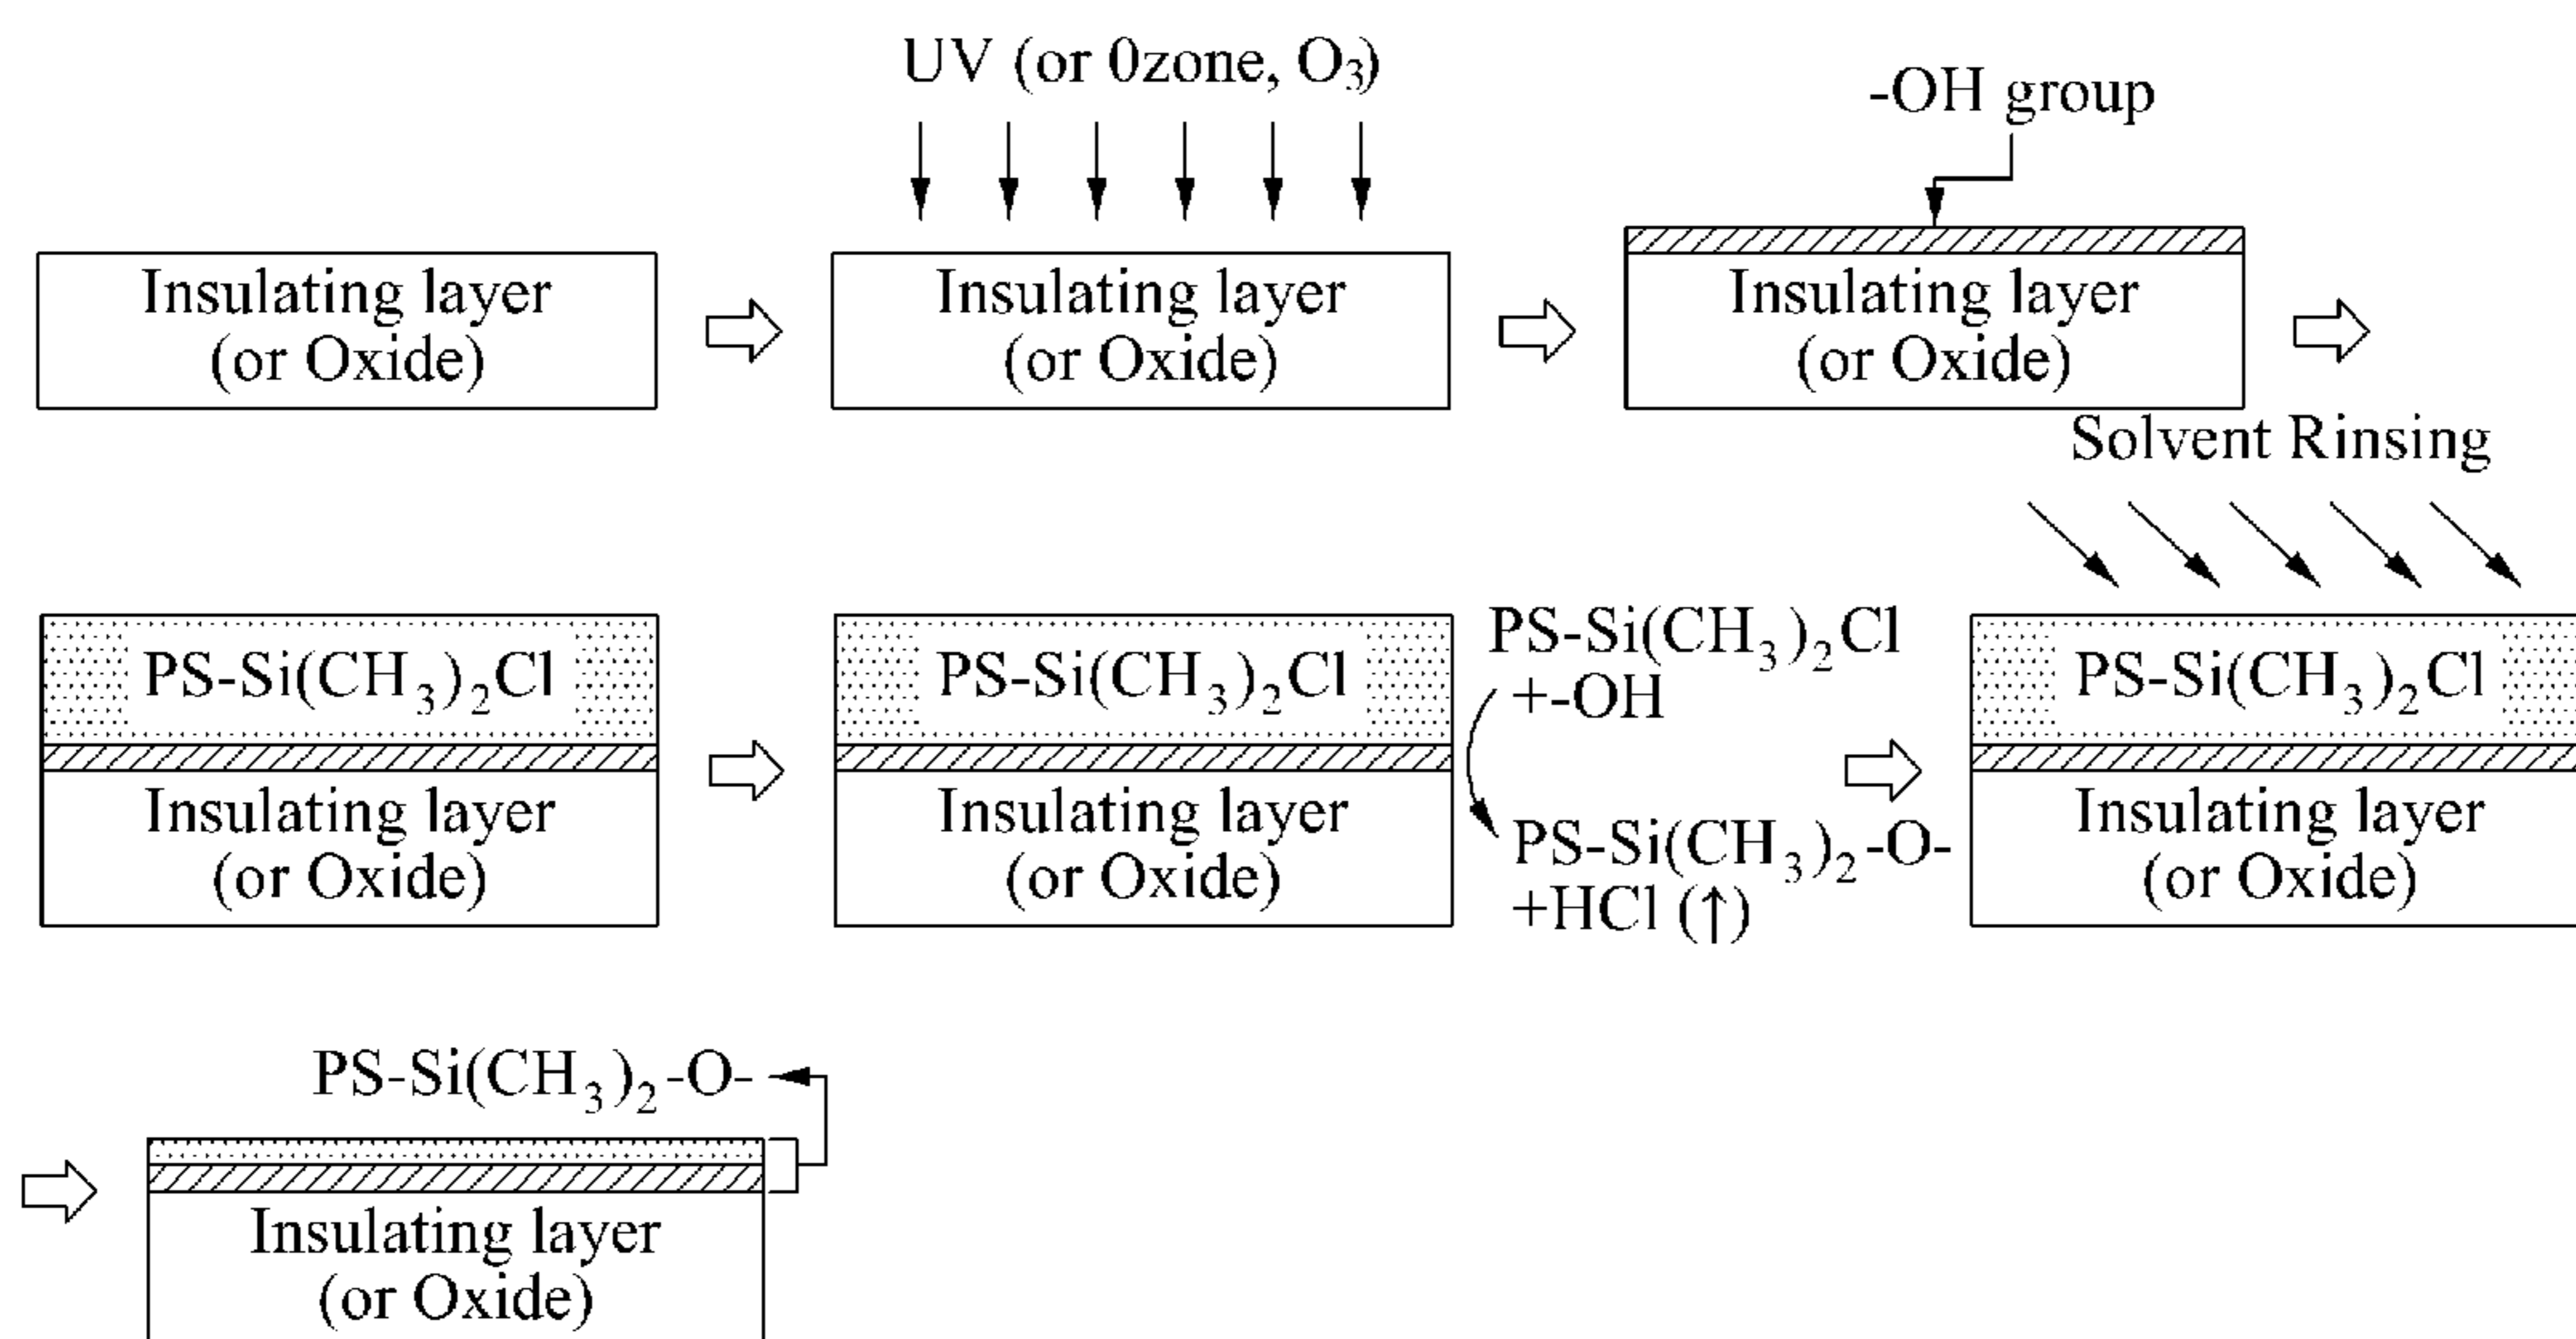 UV (or 0zone, O₃)
-OH group
Insulating layer
(or Oxide)
Insulating layer
(or Oxide)
Insulating layer
(or Oxide)
Solvent Rinsing
PS-Si(CH₃)₂Cl
Insulating layer
(or Oxide)
PS-Si(CH₃)₂Cl
Insulating layer
(or Oxide)
PS-Si(CH₃)₂Cl
+-OH
PS-Si(CH₃)₂-O-
+HCl (↑)
PS-Si(CH₃)₂Cl
Insulating layer
(or Oxide)
PS-Si(CH₃)₂-O-
Insulating layer
(or Oxide)